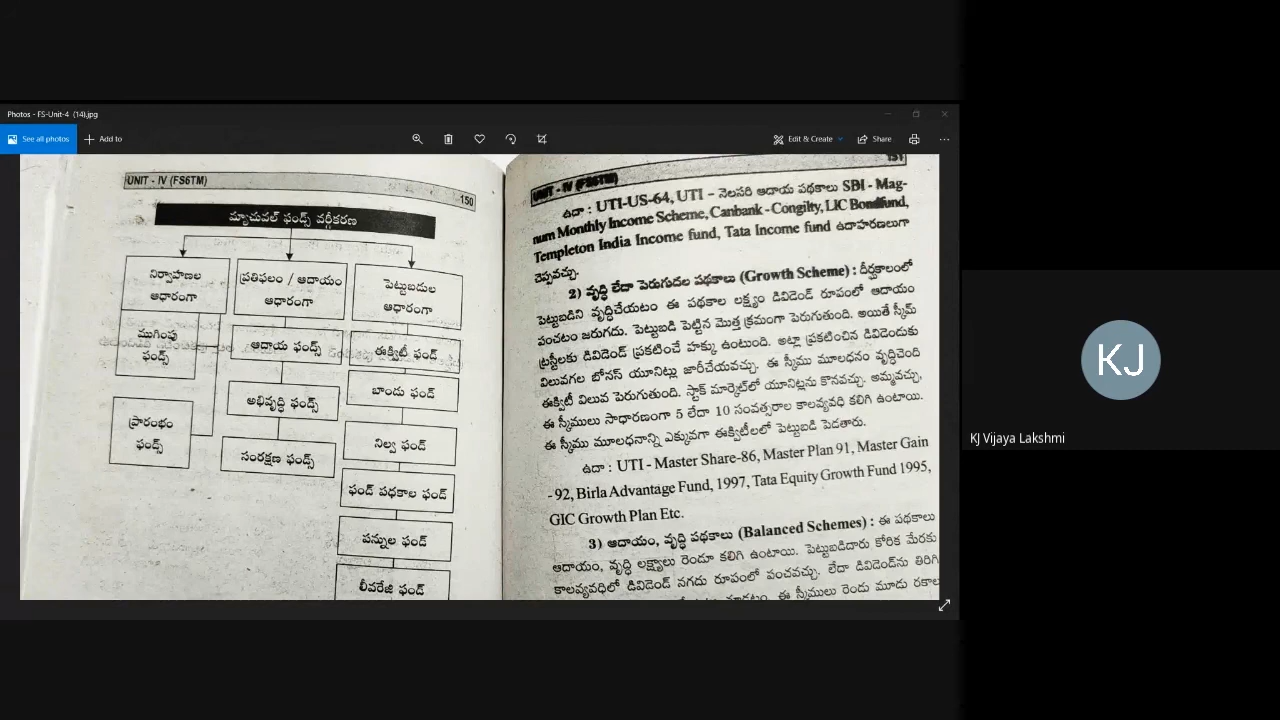 Photos - FS-Unit-4 (14).jpg
See all photos
Add to
Edit & Create
Share
UNIT - IV (FS6TM)
150
మ్యూచువల్ ఫండ్స్ వర్గీకరణ
నిర్వాహణల
ఆధారంగా
ప్రతిఫలం / ఆదాయం
ఆధారంగా
పెట్టుబడుల
ఆధారంగా
ముగింపు
ఫండ్స్
ప్రారంభం
ఫండ్స్
ఆదాయ ఫండ్స్
అభివృద్ధి ఫండ్స్
సంరక్షణ ఫండ్స్
ఈక్విటీ ఫండ్
బాండు ఫండ్
నిల్వ ఫండ్
ఫండ్ పధకాల ఫండ్
పన్నుల ఫండ్
లీవరేజి ఫండ్
UNIT - IV (FS6TM)
151
ఉదా : UTI-US-64, UTI – నెలసరి ఆదాయ పథకాలు SBI - Mag-
num Monthly Income Scheme, Canbank - Congilty, LIC Bondfund,
Templeton India Income fund, Tata Income fund ఉదాహరణలుగా
చెప్పవచ్చు.
2) వృద్ధి లేదా పెరుగుదల పథకాలు (Growth Scheme) : దీర్ఘకాలంలో
పెట్టుబడిని వృద్ధిచేయటం ఈ పథకాల లక్ష్యం డివిడెండ్ రూపంలో ఆదాయం
పంచటం జరుగదు. పెట్టుబడి పెట్టిన మొత్త క్రమంగా పెరుగుతుంది. అయితే స్కీమ్
ట్రస్టీలకు డివిడెండ్ ప్రకటించే హక్కు ఉంటుంది. అట్లా ప్రకటించిన డివిడెందుకు
విలువగల బోనస్ యూనిట్లు జారీచేయవచ్చు. ఈ స్కీము మూలధనం వృద్ధిచెంది
ఈక్విటీ విలువ పెరుగుతుంది. స్టాక్ మార్కెట్‌లో యూనిట్లను కొనవచ్చు. అమ్మవచ్చు,
ఈ స్కీములు సాధారణంగా 5 లేదా 10 సంవత్సరాల కాలవ్యవధి కలిగి ఉంటాయి.
ఈ స్కీము మూలధనాన్ని ఎక్కువగా ఈక్విటీలలో పెట్టుబడి పెడతారు.
ఉదా : UTI - Master Share-86, Master Plan 91, Master Gain
- 92, Birla Advantage Fund, 1997, Tata Equity Growth Fund 1995,
GIC Growth Plan Etc.
3) ఆదాయం, వృద్ధి పథకాలు (Balanced Schemes) : ఈ పథకాలు
ఆదాయం, వృద్ధి లక్ష్యాలు రెండూ కలిగి ఉంటాయి. పెట్టుబడిదారు కోరిక మేరకు
కాలవ్యవధిలో డివిడెండ్ నగదు రూపంలో పంచవచ్చు. లేదా డివిడెండ్‌ను తిరిగి
ఈ స్కీములు రెండు మూడు రకాల
KJ
KJ Vijaya Lakshmi